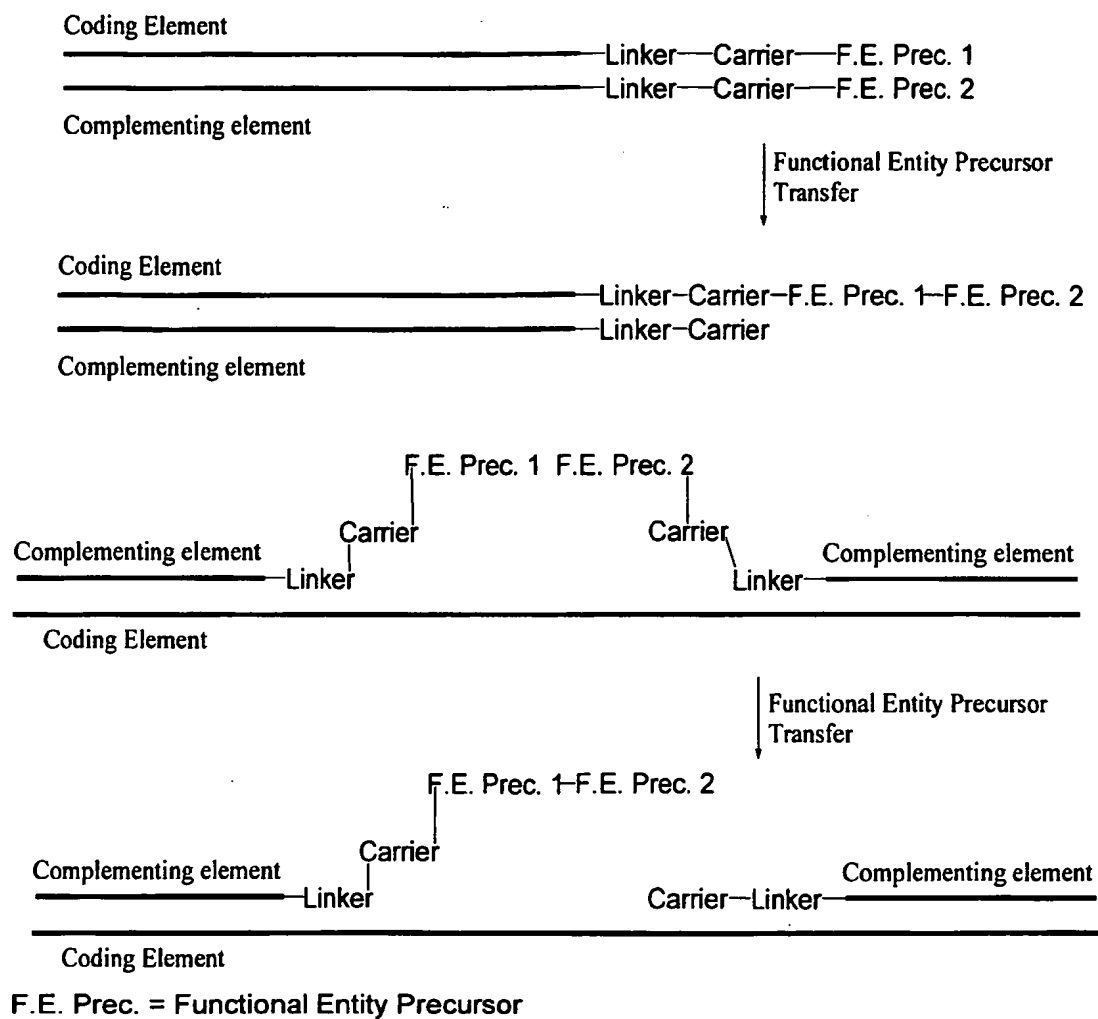 Coding Element
Linker—Carrier—F.E. Prec. 1
Linker—Carrier—F.E. Prec. 2
Complementing element
Functional Entity Precursor
Transfer
Coding Element
Linker–Carrier–F.E. Prec. 1–F.E. Prec. 2
Linker–Carrier
Complementing element
F.E. Prec. 1 F.E. Prec. 2
Carrier Carrier
Complementing element Complementing element
Linker Linker
Coding Element
Functional Entity Precursor
Transfer
F.E. Prec. 1–F.E. Prec. 2
Carrier
Complementing element Complementing element
Linker Carrier–Linker
Coding Element
F.E. Prec. = Functional Entity Precursor